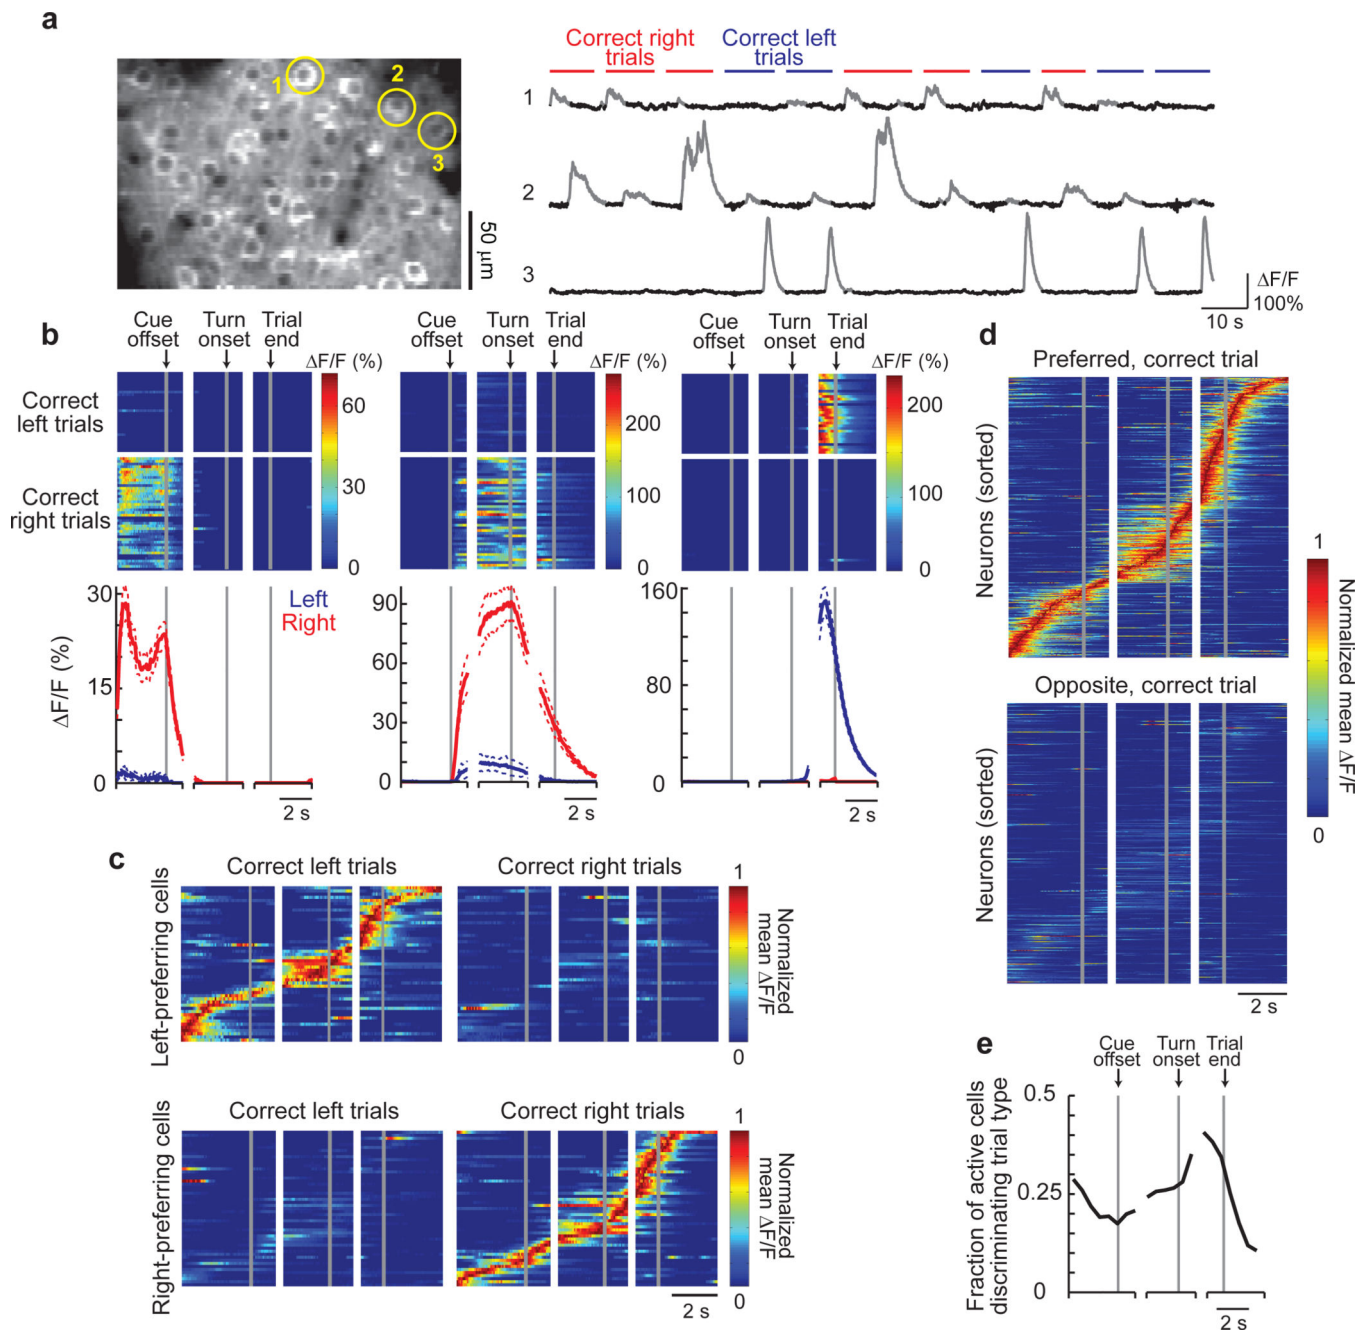 a
Correct right trials
Correct left trials
1
2
3
50 µm
1
2
3
ΔF/F
100%
10 s
b
Cue offset
Turn onset
Trial end
ΔF/F (%)
Cue offset
Turn onset
Trial end
ΔF/F (%)
Cue offset
Turn onset
Trial end
ΔF/F (%)
Correct left trials
Correct right trials
60
30
0
200
100
0
200
100
0
ΔF/F (%)
30
15
0
Left
Right
2 s
90
60
30
0
2 s
160
80
0
2 s
c
Left-preferring cells
Correct left trials
Correct right trials
1
0
Normalized mean ΔF/F
Right-preferring cells
Correct left trials
Correct right trials
1
0
Normalized mean ΔF/F
2 s
d
Preferred, correct trial
Neurons (sorted)
Opposite, correct trial
Neurons (sorted)
1
0
Normalized mean ΔF/F
2 s
e
Cue offset
Turn onset
Trial end
Fraction of active cells discriminating trial type
0.5
0.25
0
2 s